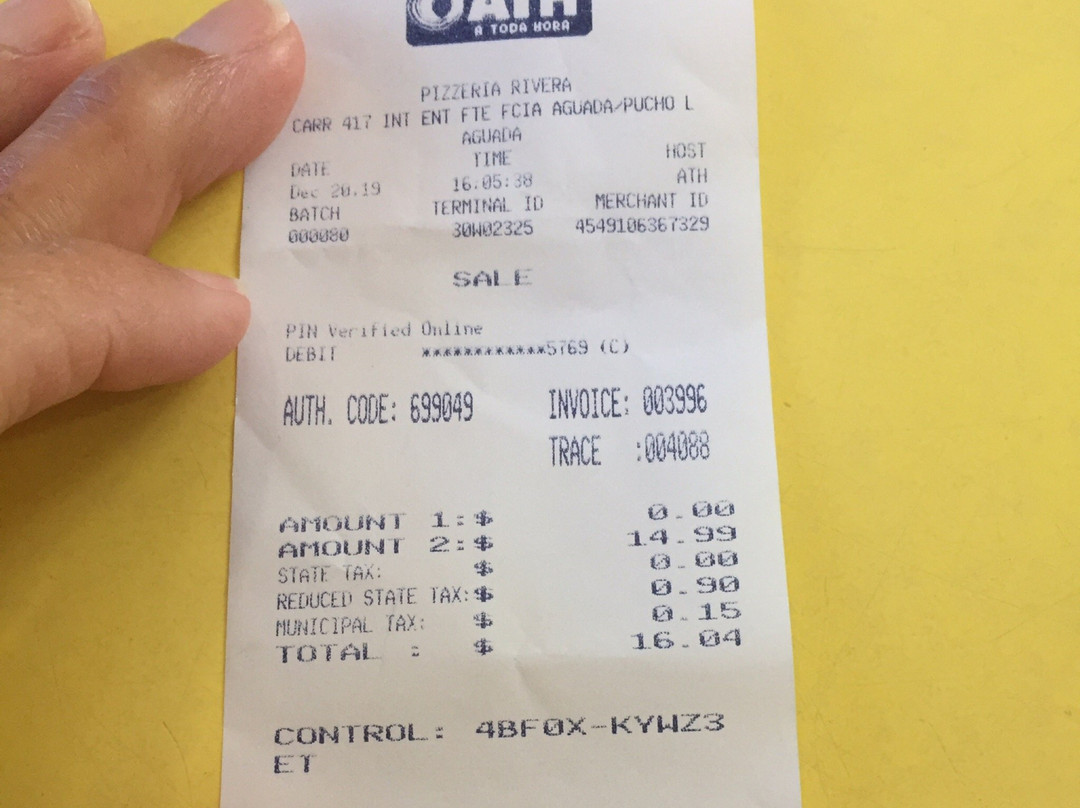 ATH
A TODA HORA
PIZZERIA RIVERA
CARR 417 INT ENT FTE FCIA AGUADA/PUCHO L
AGUADA
DATE TIME HOST
Dec 20.19 16:05:38 ATH
BATCH TERMINAL ID MERCHANT ID
000080 30W02325 4549106367329
SALE
PIN Verified Online
DEBIT ************5769 (C)
AUTH. CODE: 699049 INVOICE: 003996
TRACE :004088
AMOUNT 1:$ 0.00
AMOUNT 2:$ 14.99
STATE TAX: $ 0.00
REDUCED STATE TAX:$ 0.90
MUNICIPAL TAX: $ 0.15
TOTAL : $ 16.04
CONTROL: 4BF0X-KYWZ3
ET